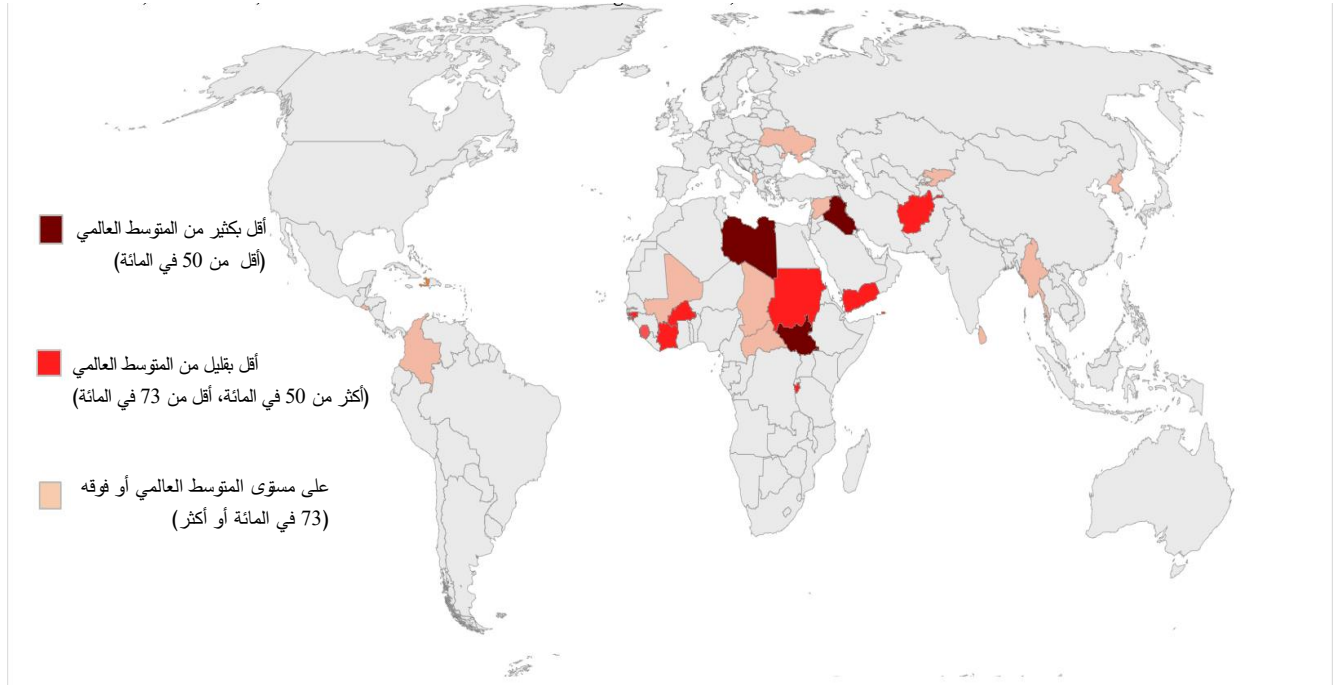 أقل بكثير من المتوسط العالمي
(أقل من 50 في المائة)
أقل بقليل من المتوسط العالمي
(أكثر من 50 في المائة، أقل من 73 في المائة)
على مستوى المتوسط العالمي أو فوقه
(73 في المائة أو أكثر)